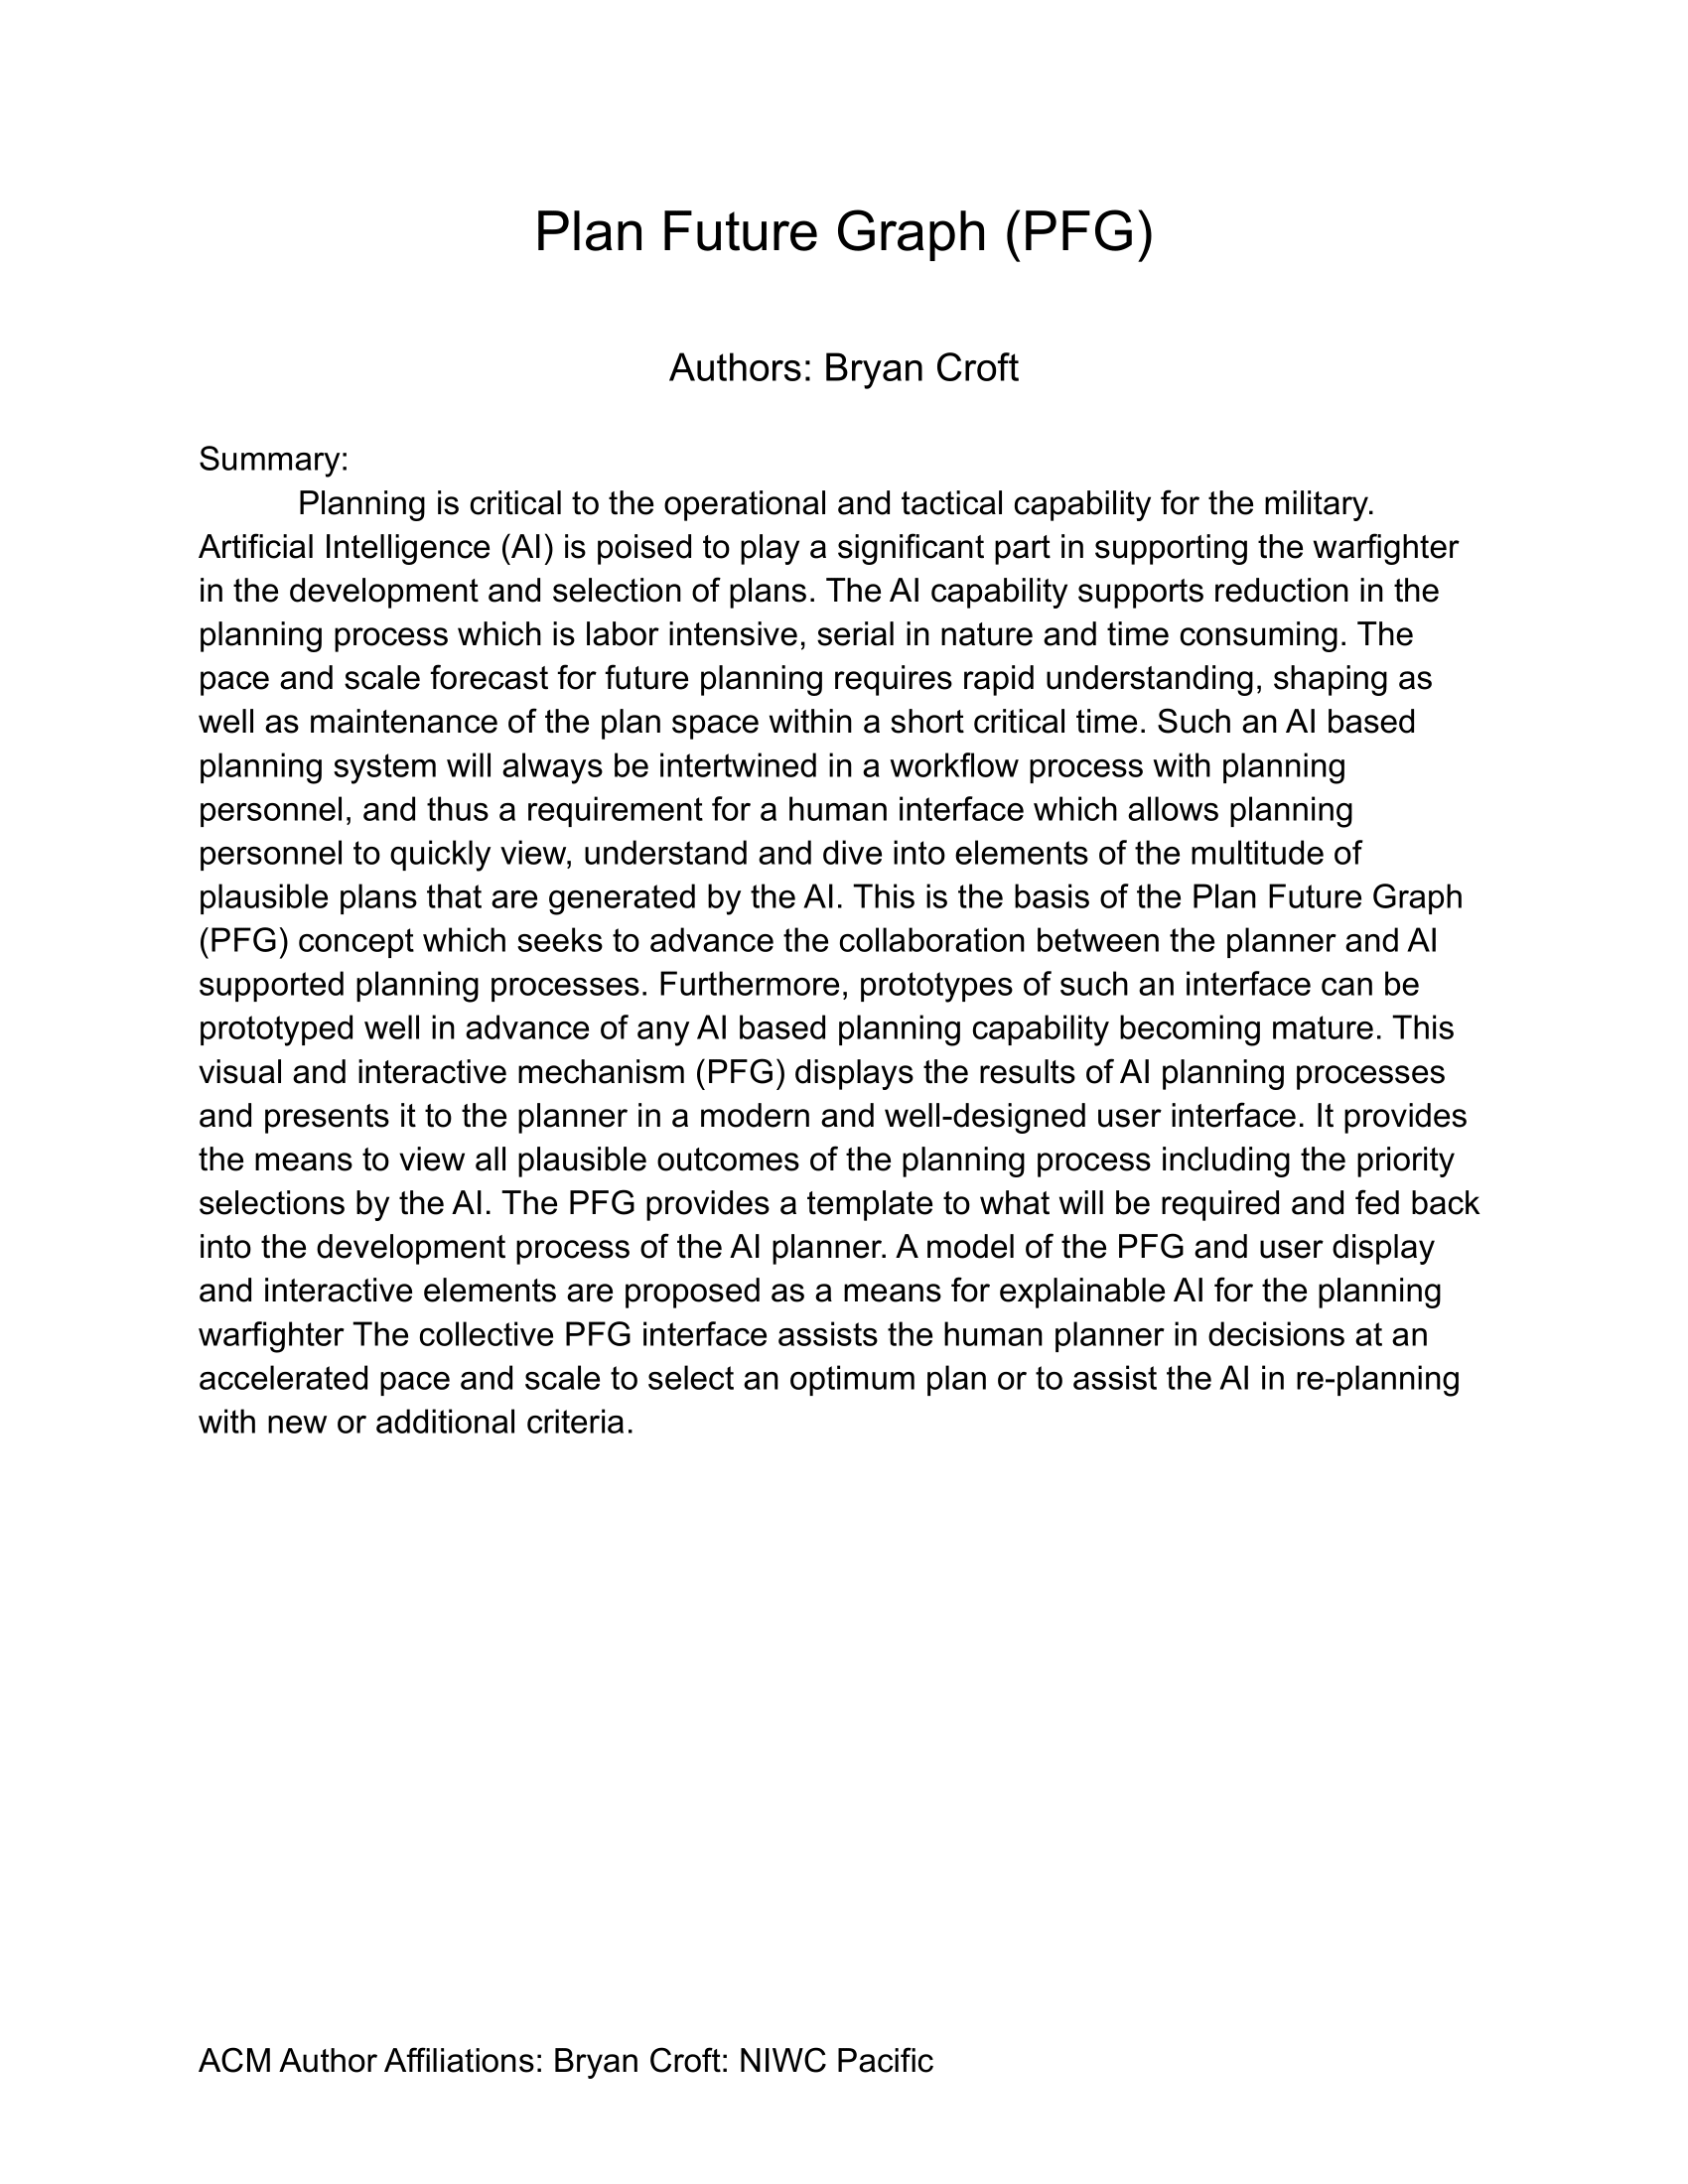 Plan Future Graph (PFG)
Authors: Bryan Croft
Summary:
Planning is critical to the operational and tactical capability for the military.
Artificial Intelligence (AI) is poised to play a significant part in supporting the warfighter
in the development and selection of plans. The AI capability supports reduction in the
planning process which is labor intensive, serial in nature and time consuming. The
pace and scale forecast for future planning requires rapid understanding, shaping as
well as maintenance of the plan space within a short critical time. Such an AI based
planning system will always be intertwined in a workflow process with planning
personnel, and thus a requirement for a human interface which allows planning
personnel to quickly view, understand and dive into elements of the multitude of
plausible plans that are generated by the AI. This is the basis of the Plan Future Graph
(PFG) concept which seeks to advance the collaboration between the planner and AI
supported planning processes. Furthermore, prototypes of such an interface can be
prototyped well in advance of any AI based planning capability becoming mature. This
visual and interactive mechanism (PFG) displays the results of AI planning processes
and presents it to the planner in a modern and well-designed user interface. It provides
the means to view all plausible outcomes of the planning process including the priority
selections by the AI. The PFG provides a template to what will be required and fed back
into the development process of the AI planner. A model of the PFG and user display
and interactive elements are proposed as a means for explainable AI for the planning
warfighter The collective PFG interface assists the human planner in decisions at an
accelerated pace and scale to select an optimum plan or to assist the AI in re-planning
with new or additional criteria.
ACM Author Affiliations: Bryan Croft: NIWC Pacific